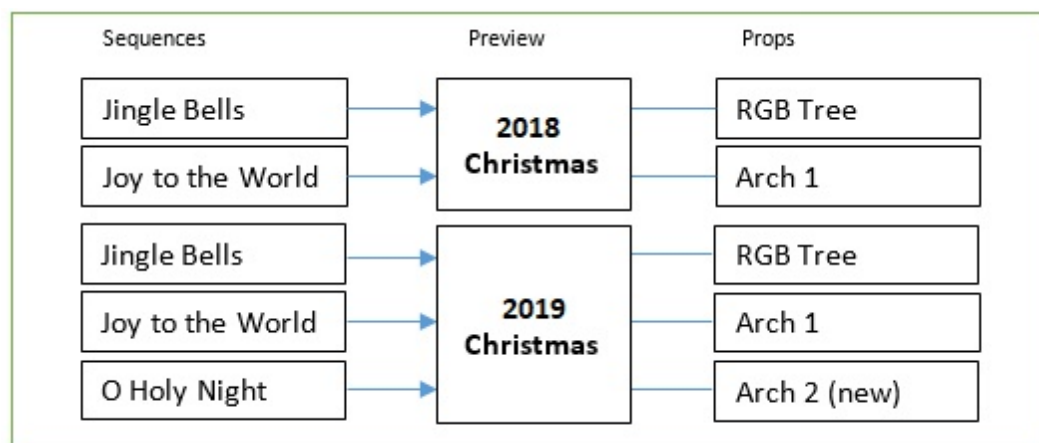 Sequences Preview Props
Jingle Bells
Joy to the World
2018
Christmas
RGB Tree
Arch 1
Jingle Bells
Joy to the World
O Holy Night
2019
Christmas
RGB Tree
Arch 1
Arch 2 (new)